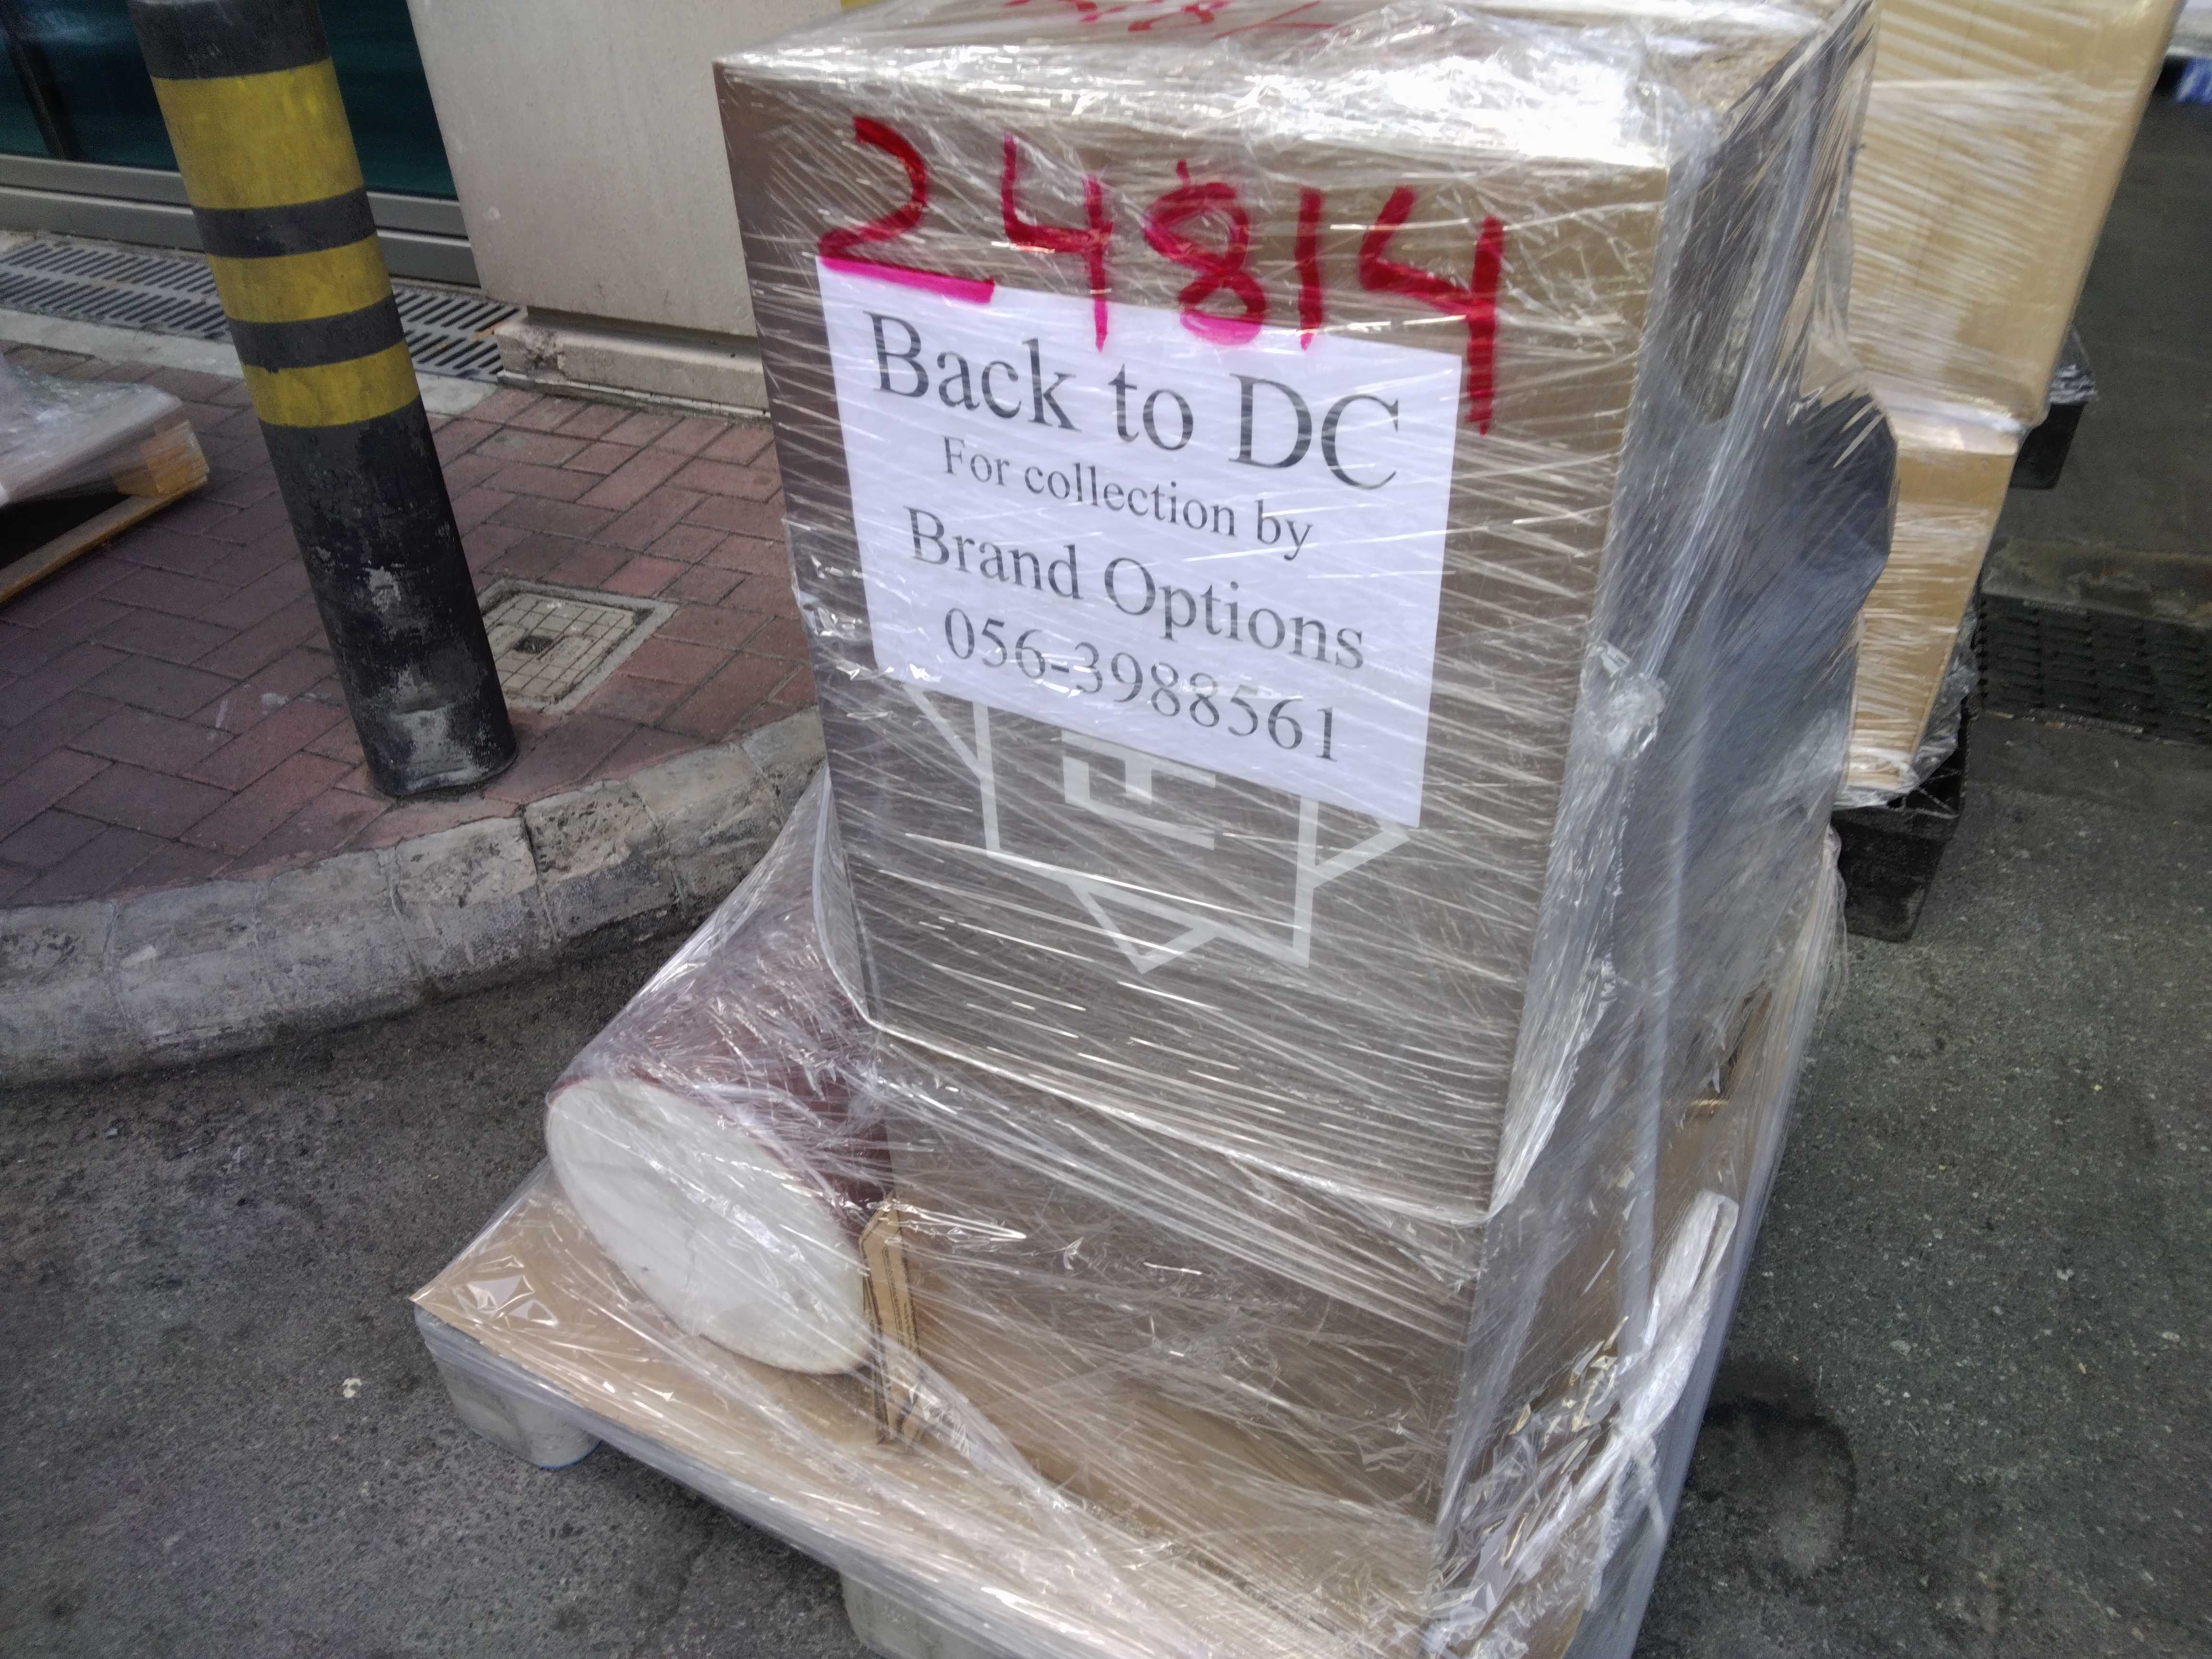 24814
Back to DC
For collection by
Brand Options
056-3988561